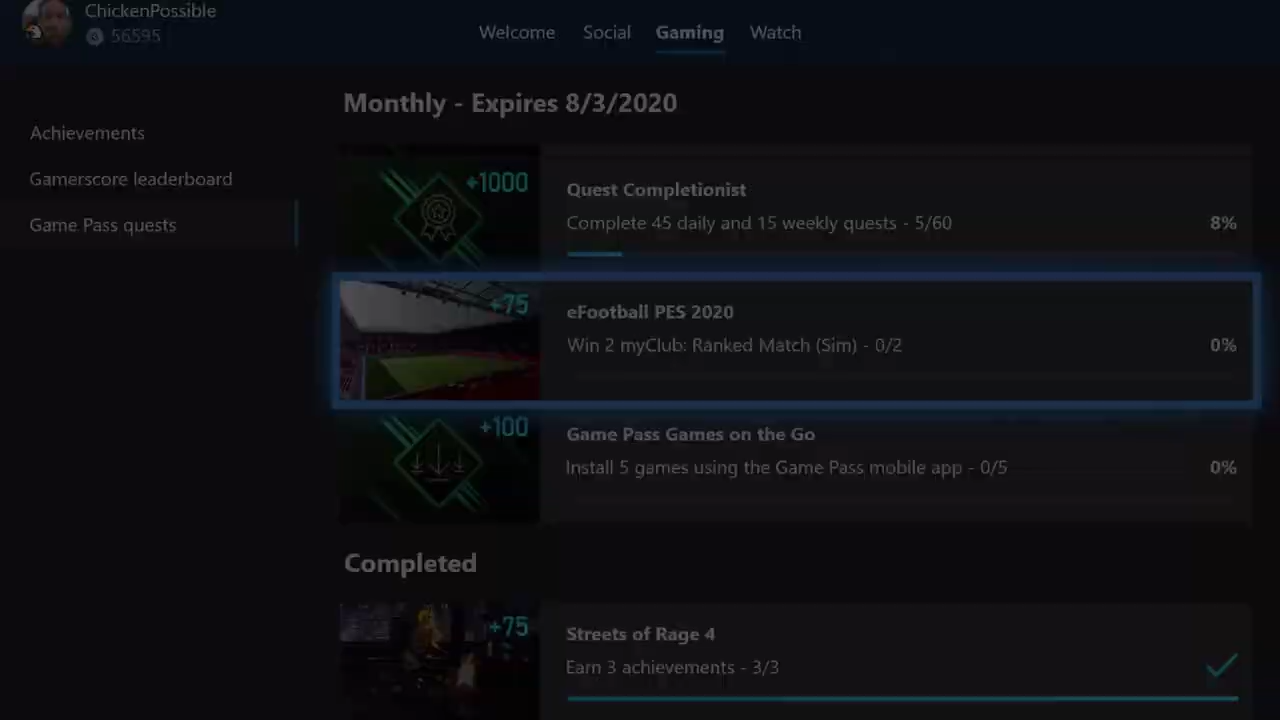 ChickenPossible
56595
Welcome Social Gaming Watch
Achievements
Gamerscore leaderboard
Game Pass quests
Monthly - Expires 8/3/2020
+1000
Quest Completionist
Complete 45 daily and 15 weekly quests - 5/60
8%
+75
eFootball PES 2020
Win 2 myClub: Ranked Match (Sim) - 0/2
0%
+100
Game Pass Games on the Go
Install 5 games using the Game Pass mobile app - 0/5
0%
Completed
+75
Streets of Rage 4
Earn 3 achievements - 3/3